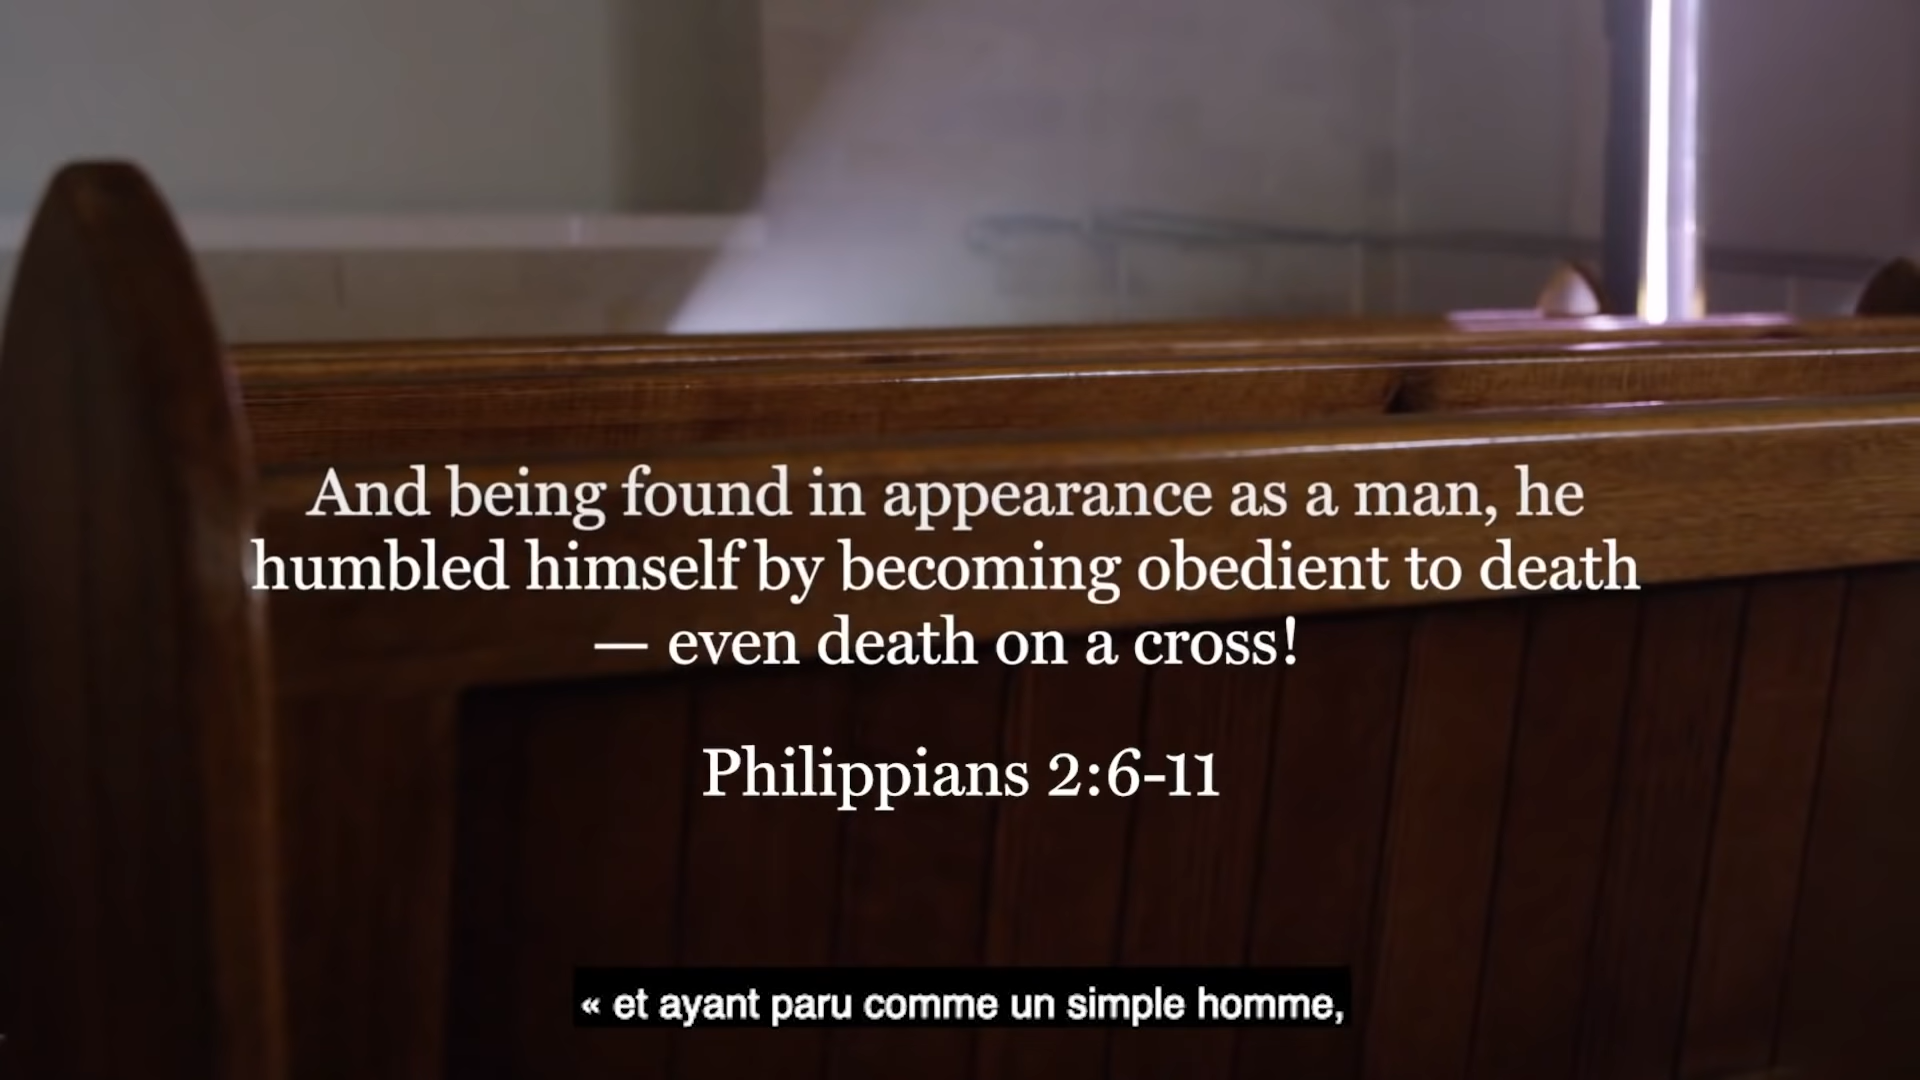 And being found in appearance as a man, he
humbled himself by becoming obedient to death
— even death on a cross!
Philippians 2:6-11
« et ayant paru comme un simple homme,